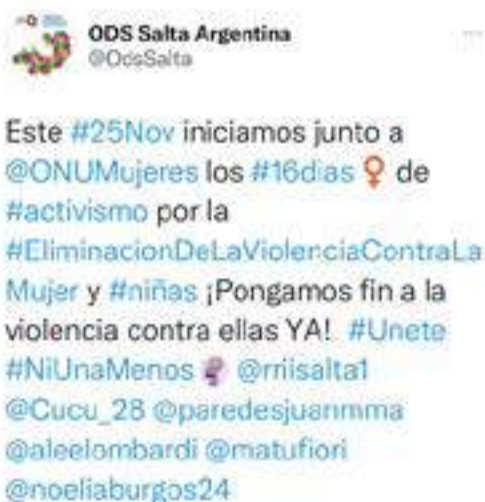 ODS Salta Argentina
@OdsSalta
Este #25Nov iniciamos junto a
@ONUMujeres los #16dias ♀ de
#activismo por la
#EliminacionDeLaViolenciaContraLa
Mujer y #niñas ¡Pongamos fin a la
violencia contra ellas YA! #Unete
#NiUnaMenos @rriisalta1
@Cucu_28 @paredesjuanmma
@aleelombardi @matufiori
@noeliaburgos24